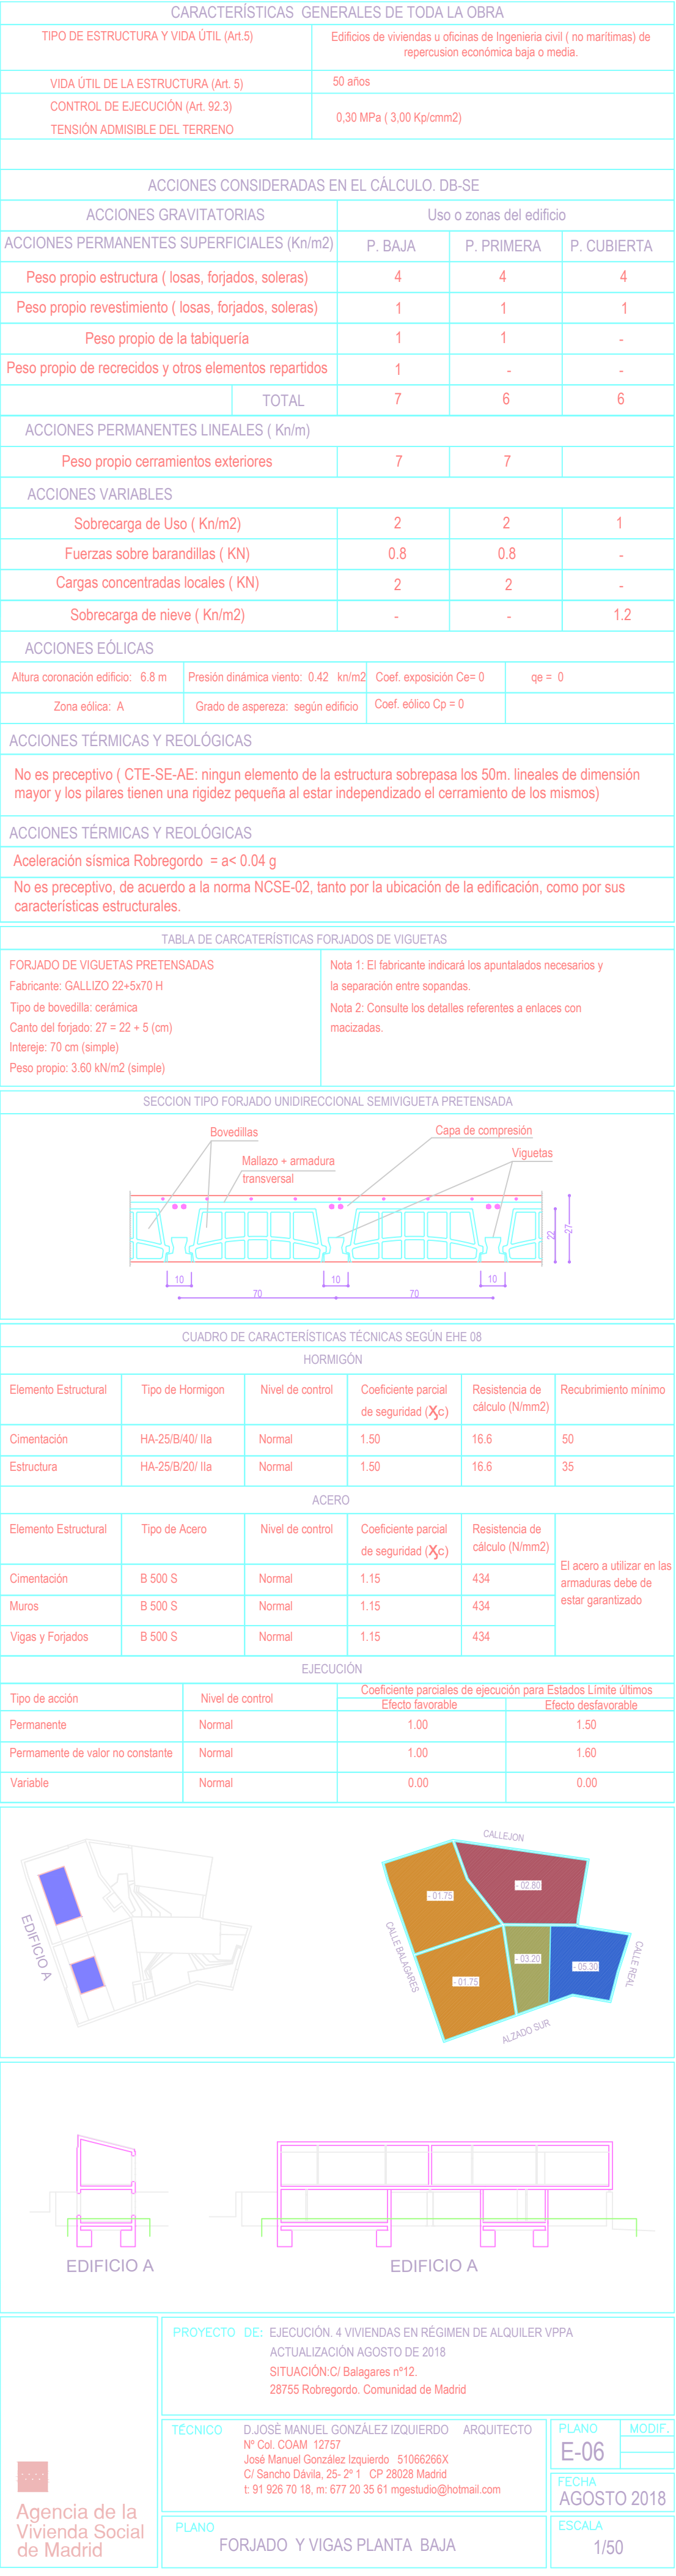 CARACTERÍSTICAS GENERALES DE TODA LA OBRA
TIPO DE ESTRUCTURA Y VIDA ÚTIL (Art.5)
Edificios de viviendas u oficinas de Ingenieria civil ( no marítimas) de
repercusion económica baja o media.
VIDA ÚTIL DE LA ESTRUCTURA (Art. 5)
50 años
CONTROL DE EJECUCIÓN (Art. 92.3)
TENSIÓN ADMISIBLE DEL TERRENO
0,30 MPa ( 3,00 Kp/cmm2)
ACCIONES CONSIDERADAS EN EL CÁLCULO. DB-SE
ACCIONES GRAVITATORIAS Uso o zonas del edificio
ACCIONES PERMANENTES SUPERFICIALES (Kn/m2) P. BAJA P. PRIMERA P. CUBIERTA
Peso propio estructura ( losas, forjados, soleras) 4 4 4
Peso propio revestimiento ( losas, forjados, soleras) 1 1 1
Peso propio de la tabiquería 1 1 -
Peso propio de recrecidos y otros elementos repartidos 1 - -
TOTAL 7 6 6
ACCIONES PERMANENTES LINEALES ( Kn/m)
Peso propio cerramientos exteriores 7 7
ACCIONES VARIABLES
Sobrecarga de Uso ( Kn/m2) 2 2 1
Fuerzas sobre barandillas ( KN) 0.8 0.8 -
Cargas concentradas locales ( KN) 2 2 -
Sobrecarga de nieve ( Kn/m2) - - 1.2
ACCIONES EÓLICAS
Altura coronación edificio: 6.8 m Presión dinámica viento: 0.42 kn/m2 Coef. exposición Ce= 0 qe = 0
Zona eólica: A Grado de aspereza: según edificio Coef. eólico Cp = 0
ACCIONES TÉRMICAS Y REOLÓGICAS
No es preceptivo ( CTE-SE-AE: ningun elemento de la estructura sobrepasa los 50m. lineales de dimensión
mayor y los pilares tienen una rigidez pequeña al estar independizado el cerramiento de los mismos)
ACCIONES TÉRMICAS Y REOLÓGICAS
Aceleración sísmica Robregordo = a< 0.04 g
No es preceptivo, de acuerdo a la norma NCSE-02, tanto por la ubicación de la edificación, como por sus
características estructurales.
TABLA DE CARCATERÍSTICAS FORJADOS DE VIGUETAS
FORJADO DE VIGUETAS PRETENSADAS
Fabricante: GALLIZO 22+5x70 H
Tipo de bovedilla: cerámica
Canto del forjado: 27 = 22 + 5 (cm)
Intereje: 70 cm (simple)
Peso propio: 3.60 kN/m2 (simple)
Nota 1: El fabricante indicará los apuntalados necesarios y
la separación entre sopandas.
Nota 2: Consulte los detalles referentes a enlaces con
macizadas.
SECCION TIPO FORJADO UNIDIRECCIONAL SEMIVIGUETA PRETENSADA
Bovedillas
Capa de compresión
Mallazo + armadura
transversal
Viguetas
22
27
10 10 10
70 70
CUADRO DE CARACTERÍSTICAS TÉCNICAS SEGÚN EHE 08
HORMIGÓN
Elemento Estructural Tipo de Hormigon Nivel de control Coeficiente parcial Resistencia de Recubrimiento mínimo
de seguridad (Ɣc) cálculo (N/mm2)
Cimentación HA-25/B/40/ IIa Normal 1.50 16.6 50
Estructura HA-25/B/20/ IIa Normal 1.50 16.6 35
ACERO
Elemento Estructural Tipo de Acero Nivel de control Coeficiente parcial Resistencia de
de seguridad (Ɣc) cálculo (N/mm2)
Cimentación B 500 S Normal 1.15 434
Muros B 500 S Normal 1.15 434
Vigas y Forjados B 500 S Normal 1.15 434
El acero a utilizar en las
armaduras debe de
estar garantizado
EJECUCIÓN
Tipo de acción Nivel de control Coeficiente parciales de ejecución para Estados Límite últimos
Efecto favorable Efecto desfavorable
Permanente Normal 1.00 1.50
Permamente de valor no constante Normal 1.00 1.60
Variable Normal 0.00 0.00
EDIFICIO A
CALLEJON
- 02.80
- 01.75
- 03.20
- 05.30
- 01.75
CALLE BALAGARES
CALLE REAL
ALZADO SUR
EDIFICIO A
EDIFICIO A
PROYECTO DE: EJECUCIÓN. 4 VIVIENDAS EN RÉGIMEN DE ALQUILER VPPA
ACTUALIZACIÓN AGOSTO DE 2018
SITUACIÓN:C/ Balagares nº12.
28755 Robregordo. Comunidad de Madrid
TÉCNICO D.JOSÉ MANUEL GONZÁLEZ IZQUIERDO ARQUITECTO
Nº Col. COAM 12757
José Manuel González Izquierdo 51066266X
C/ Sancho Dávila, 25- 2º 1 CP 28028 Madrid
t: 91 926 70 18, m: 677 20 35 61 mgestudio@hotmail.com
PLANO MODIF.
E-06
FECHA
AGOSTO 2018
PLANO
FORJADO Y VIGAS PLANTA BAJA
ESCALA
1/50
Agencia de la
Vivienda Social
de Madrid